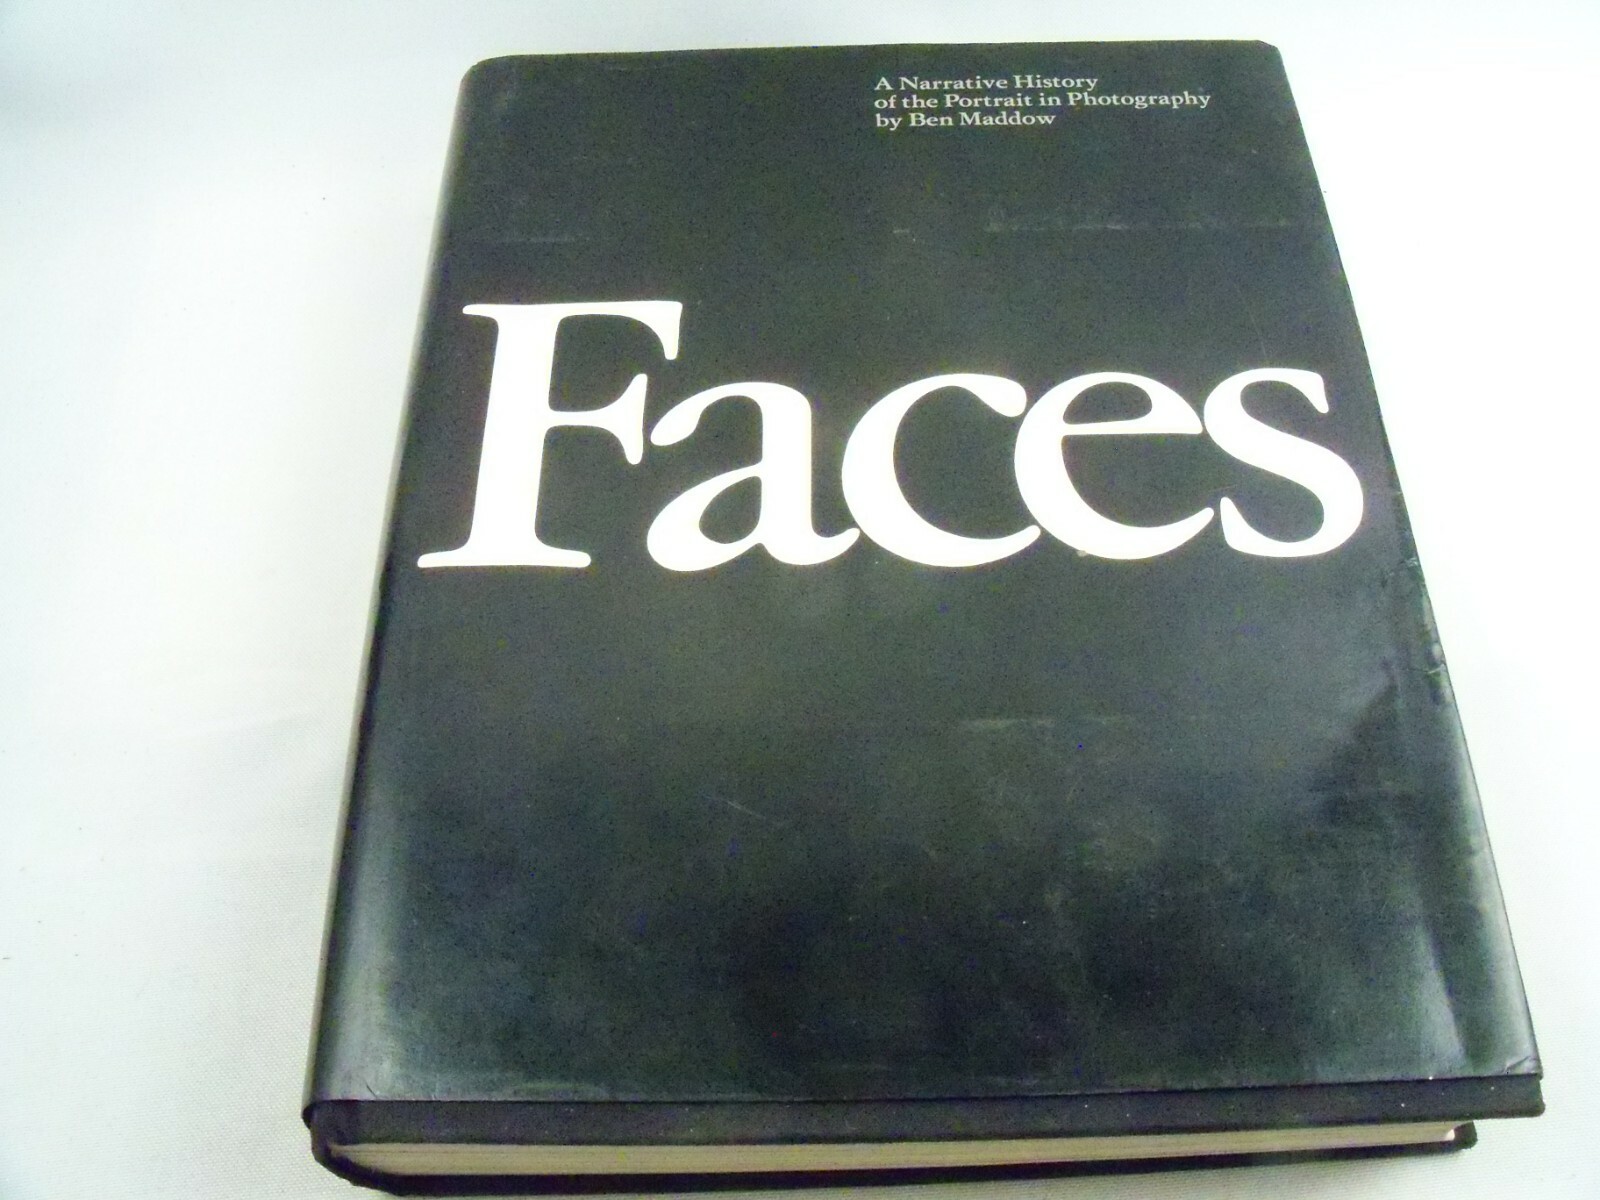 A Narrative History
of the Portrait in Photography
by Ben Maddow
Faces